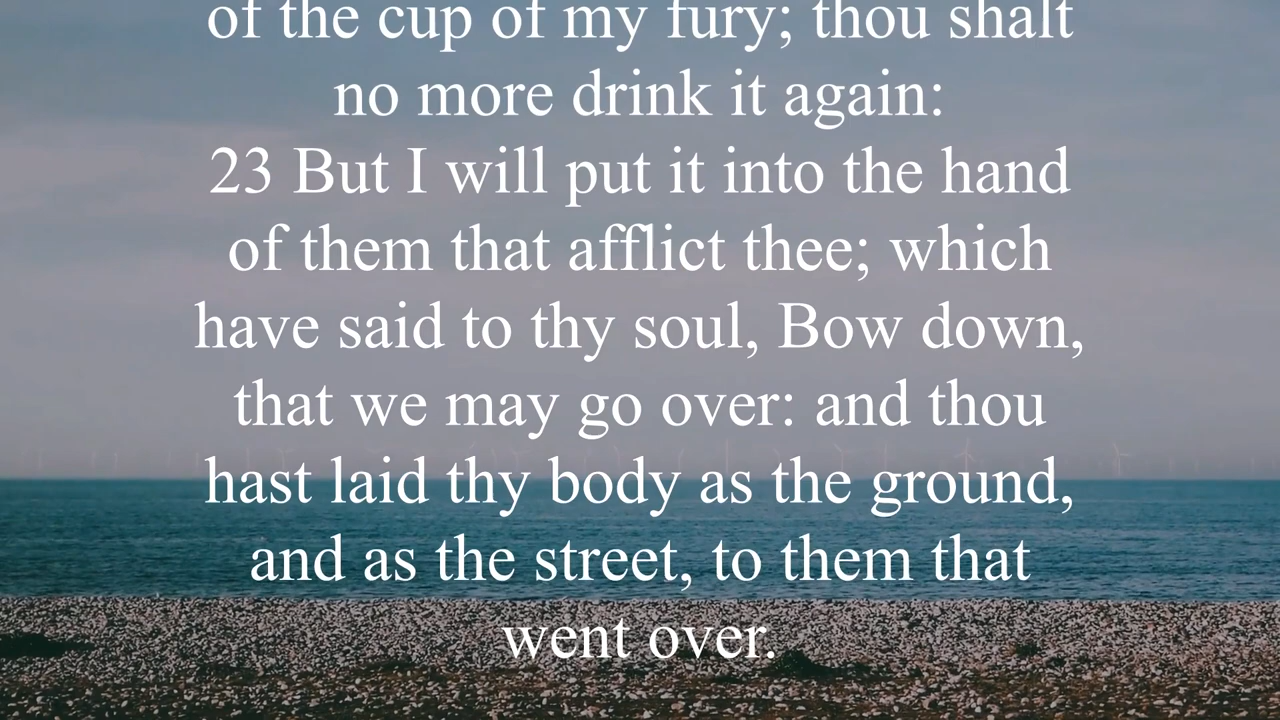 of the cup of my fury; thou shalt
no more drink it again:
23 But I will put it into the hand
of them that afflict thee; which
have said to thy soul, Bow down,
that we may go over: and thou
hast laid thy body as the ground,
and as the street, to them that
went over.